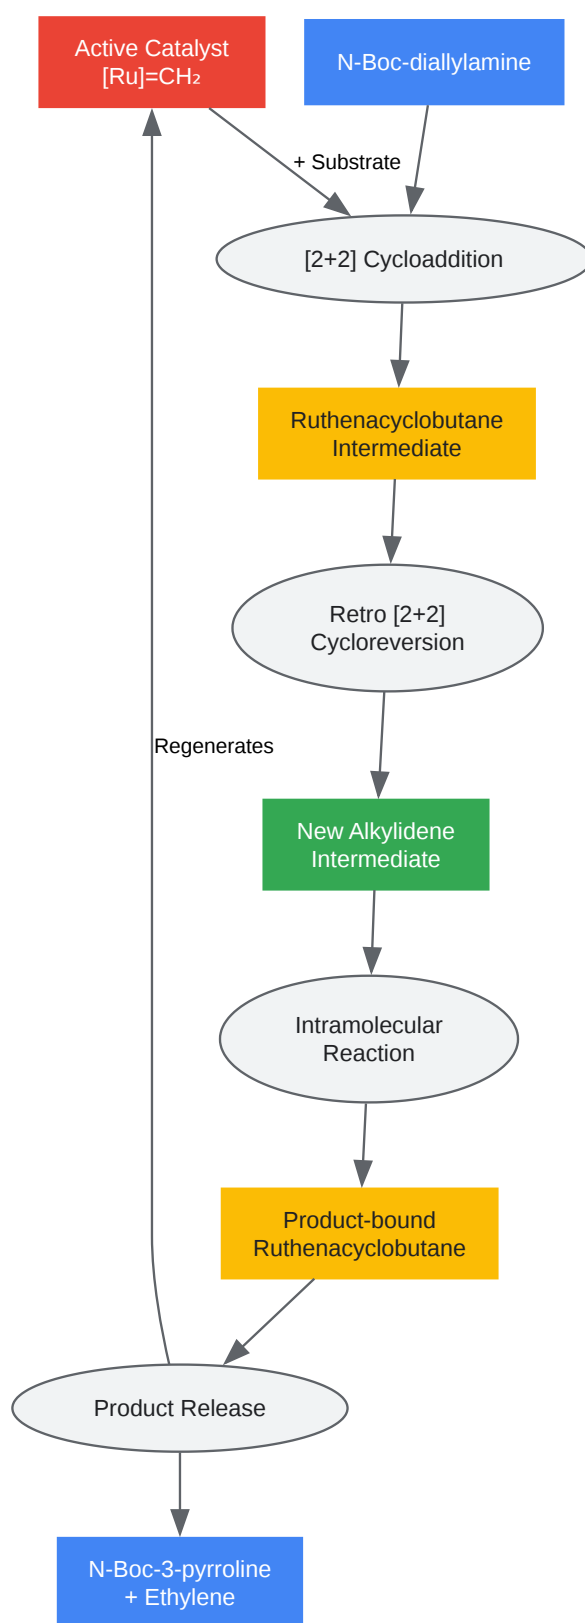 Active Catalyst
[Ru]=CH₂
N-Boc-diallylamine
+ Substrate
[2+2] Cycloaddition
Ruthenacyclobutane
Intermediate
Retro [2+2]
Cycloreversion
Regenerates
New Alkylidene
Intermediate
Intramolecular
Reaction
Product-bound
Ruthenacyclobutane
Product Release
N-Boc-3-pyrroline
+ Ethylene